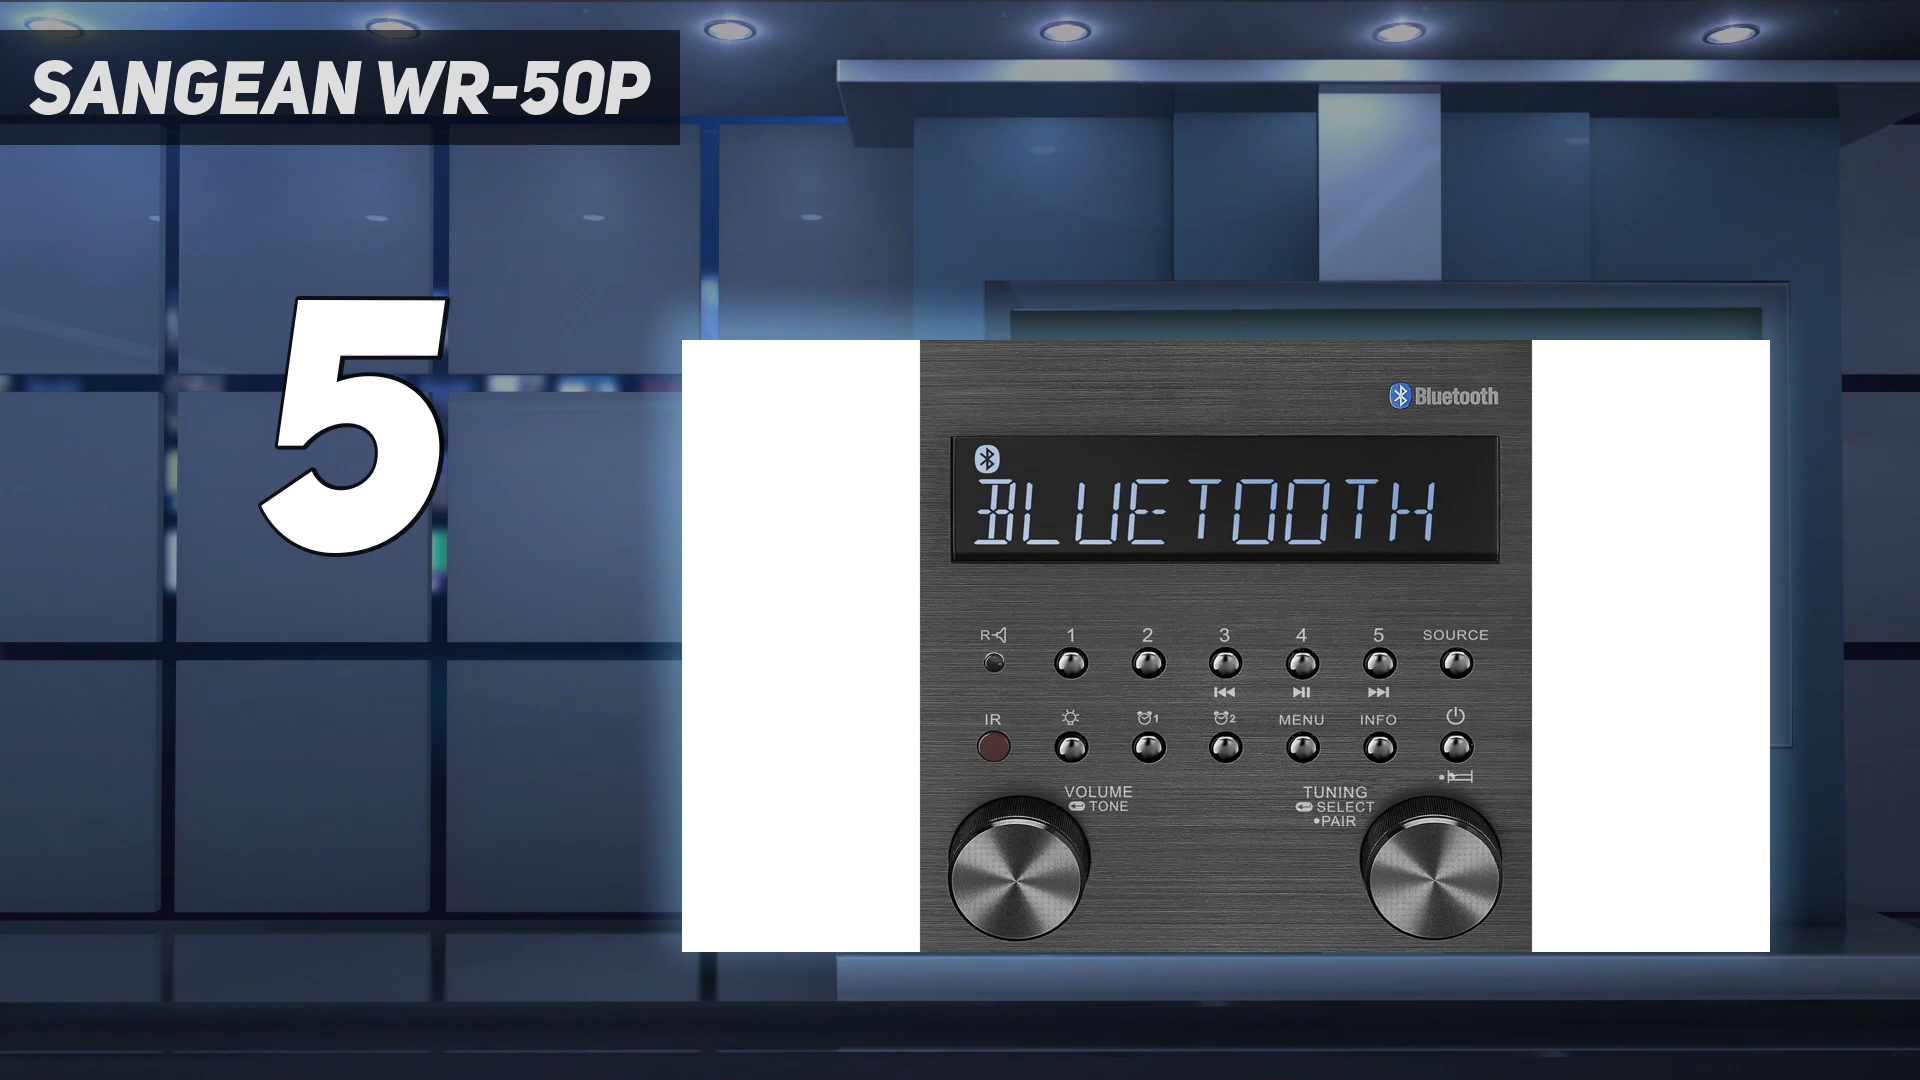 SANGEAN WR-50P
5
Bluetooth
BLUETOOTH
R 1 2 3 4 5 SOURCE
IR 1 2 MENU INFO
VOLUME
TONE
TUNING
SELECT
•PAIR